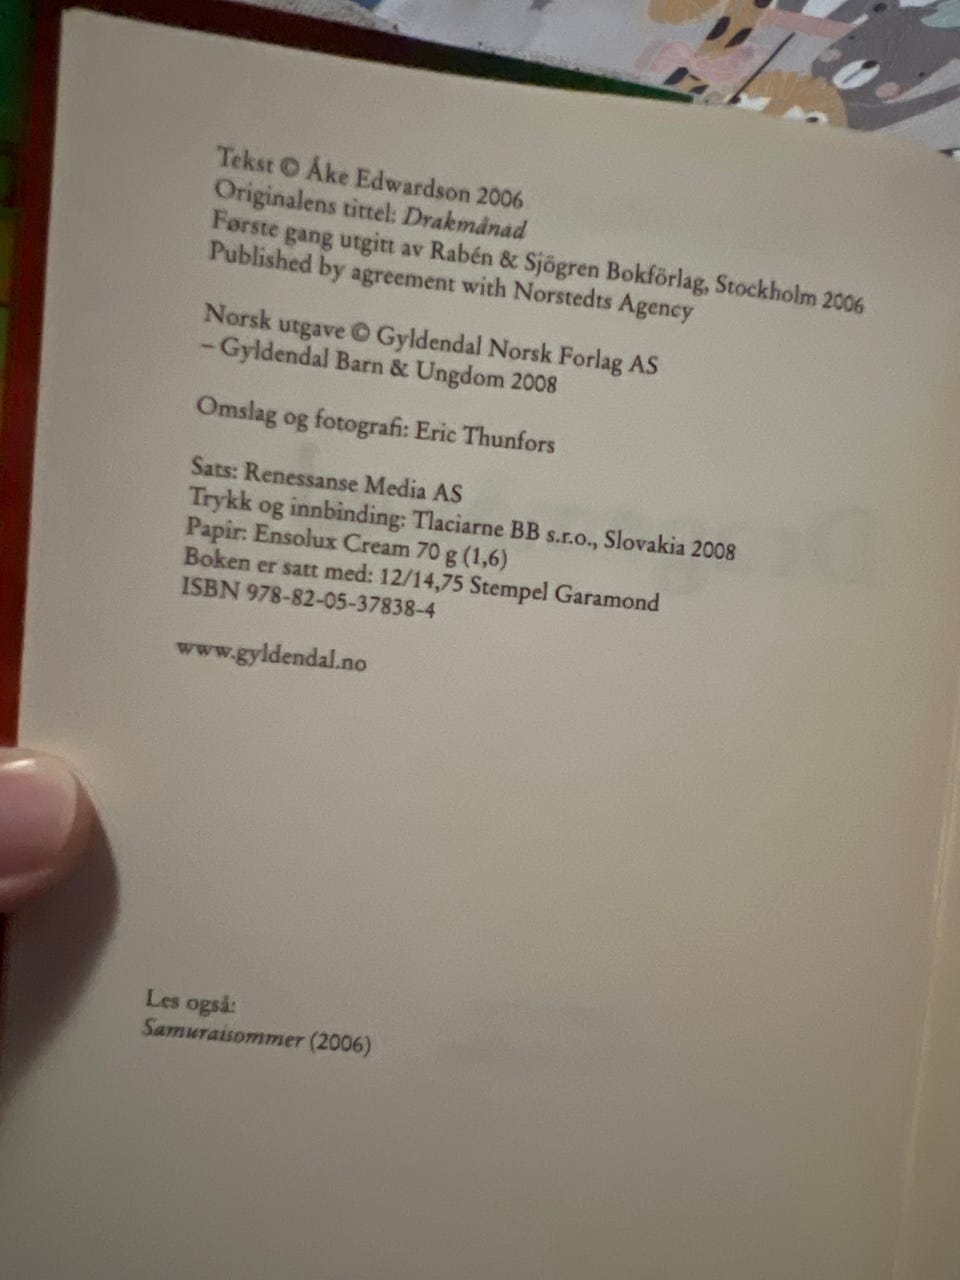 Tekst © Åke Edwardson 2006
Originalens tittel: Drakmånad
Første gang utgitt av Rabén & Sjögren Bokförlag, Stockholm 2006
Published by agreement with Norstedts Agency
Norsk utgave © Gyldendal Norsk Forlag AS
– Gyldendal Barn & Ungdom 2008
Omslag og fotografi: Eric Thunfors
Sats: Renessanse Media AS
Trykk og innbinding: Tlaciarne BB s.r.o., Slovakia 2008
Papir: Ensolux Cream 70 g (1,6)
Boken er satt med: 12/14,75 Stempel Garamond
ISBN 978-82-05-37838-4
www.gyldendal.no
Les også:
Samuraisommer (2006)